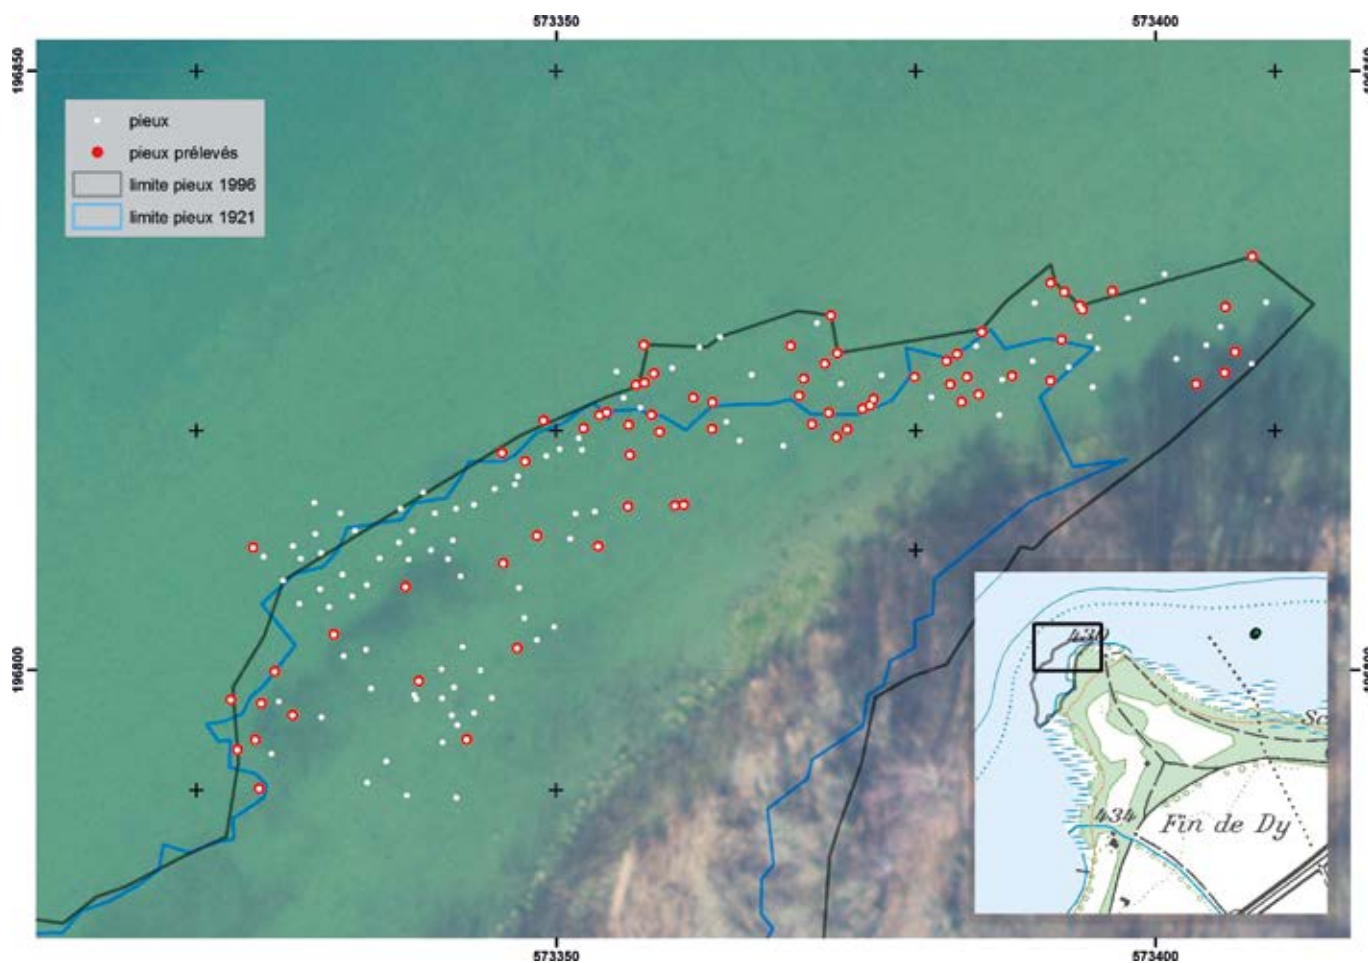 573350
573400
196850
pieux
pieux prélevés
limite pieux 1996
limite pieux 1921
196800
434
Fin de Dy
573350
573400